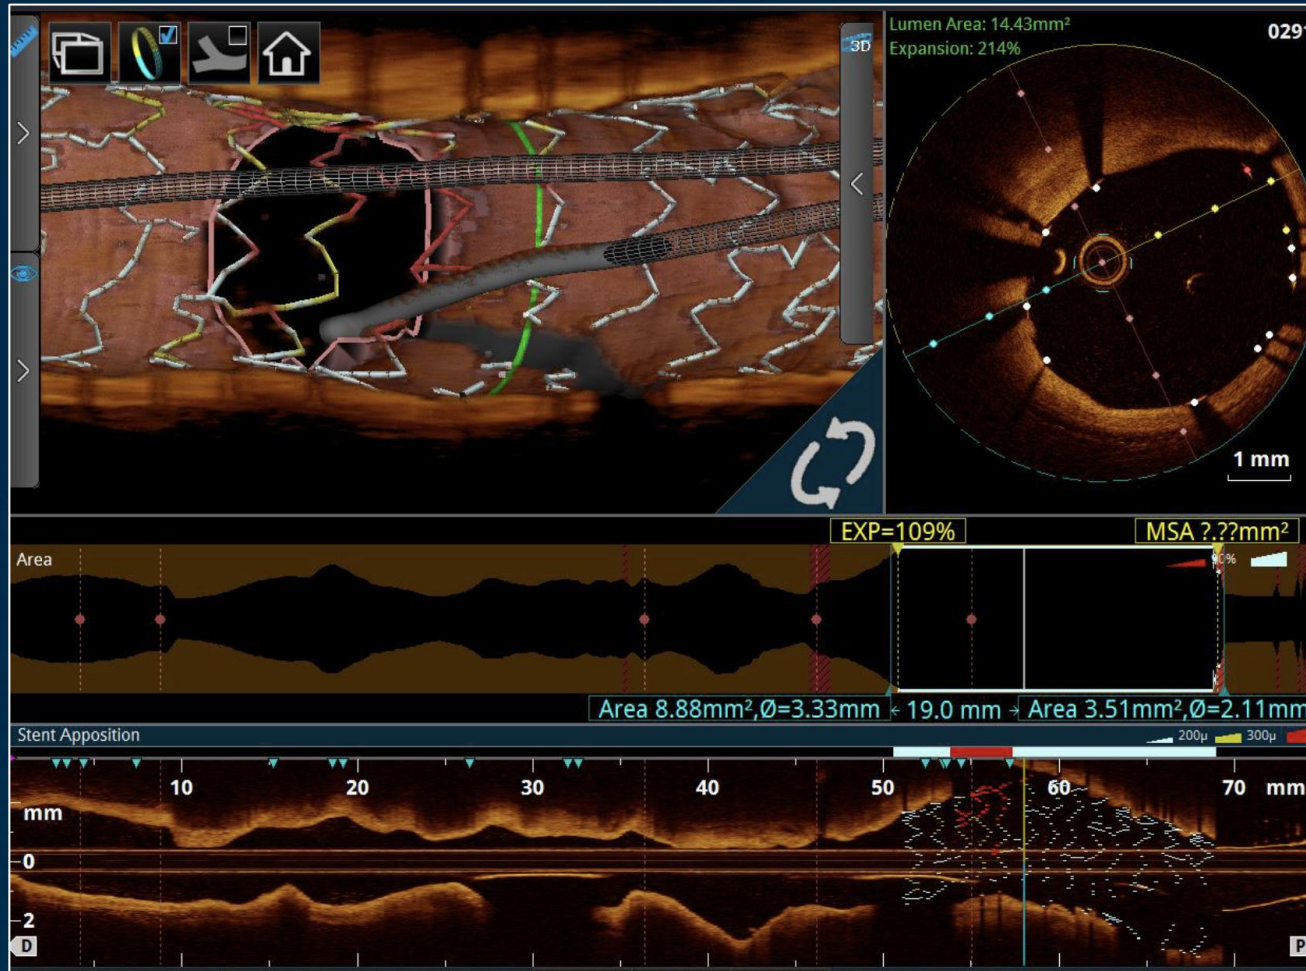 3D
Lumen Area: 14.43mm²
Expansion: 214%
0291
1 mm
EXP=109%
MSA ?.??mm²
Area
90%
Area 8.88mm²,Ø=3.33mm
19.0 mm
Area 3.51mm²,Ø=2.11mm
Stent Apposition
200µ
300µ
10
20
30
40
50
60
70
mm
mm
0
2
D
P